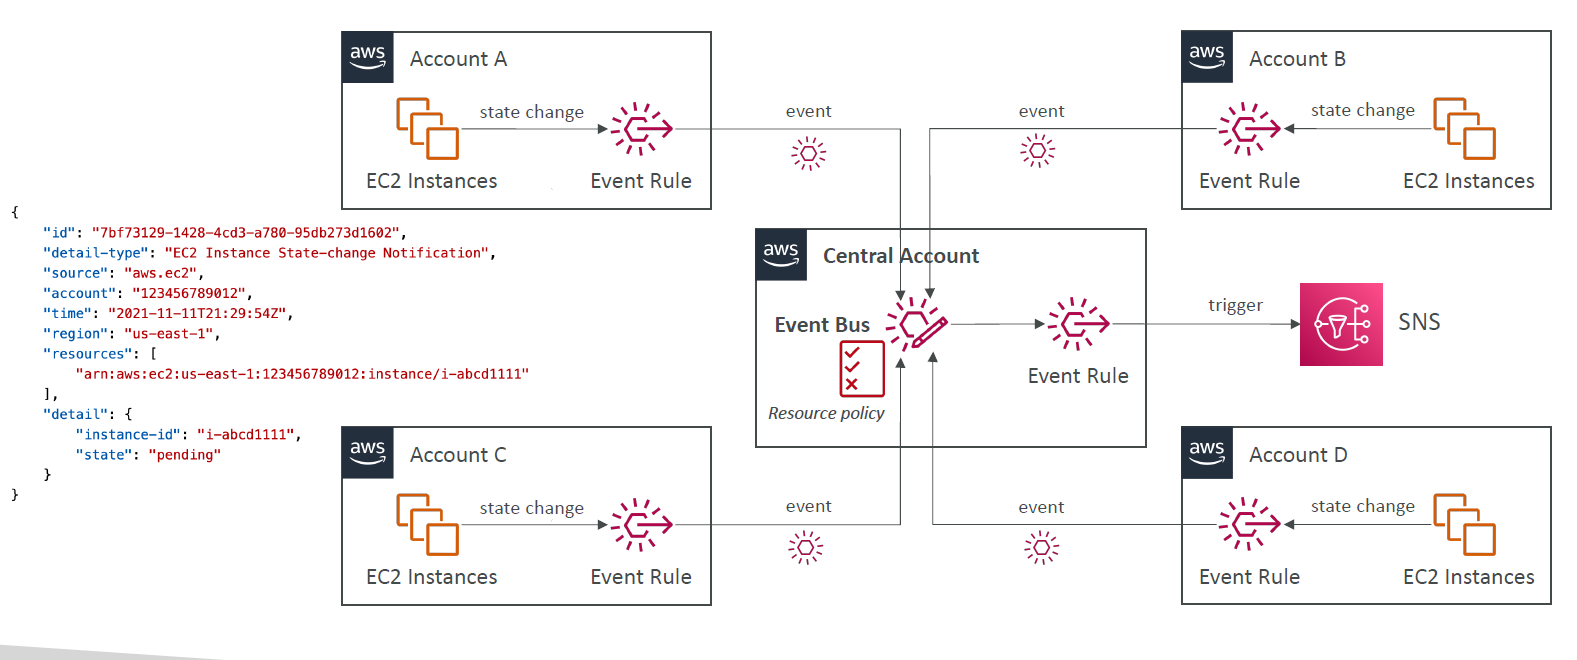 aws
Account A
state change
EC2 Instances
Event Rule
event
event
aws
Account B
state change
Event Rule
EC2 Instances
{
"id": "7bf73129-1428-4cd3-a780-95db273d1602",
"detail-type": "EC2 Instance State-change Notification",
"source": "aws.ec2",
"account": "123456789012",
"time": "2021-11-11T21:29:54Z",
"region": "us-east-1",
"resources": [
"arn:aws:ec2:us-east-1:123456789012:instance/i-abcd1111"
],
"detail": {
"instance-id": "i-abcd1111",
"state": "pending"
}
}
aws
Central Account
Event Bus
Resource policy
Event Rule
trigger
SNS
aws
Account C
state change
EC2 Instances
Event Rule
event
event
aws
Account D
state change
Event Rule
EC2 Instances